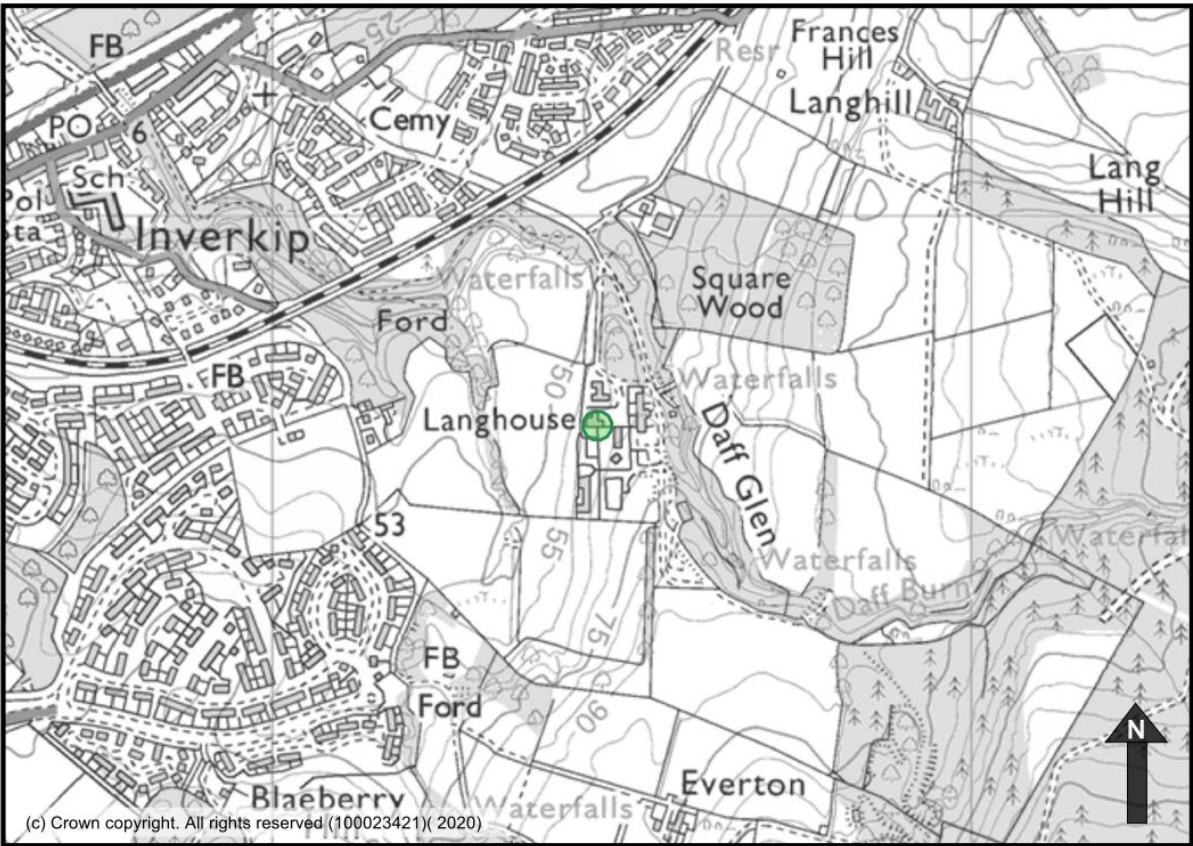 FB
25
Resr
Frances
Hill
Langhill
PO
6
Cemy
Sch
Pol
sta
Inverkip
Lang
Hill
Waterfalls
Square
Wood
Ford
FB
50
Waterfalls
Langhouse
Daff Glen
53
55
Waterfalls
Waterfal
Daff Burn
75
FB
Ford
90
N
Everton
Blaeberry
Waterfalls
(c) Crown copyright. All rights reserved (100023421)( 2020)